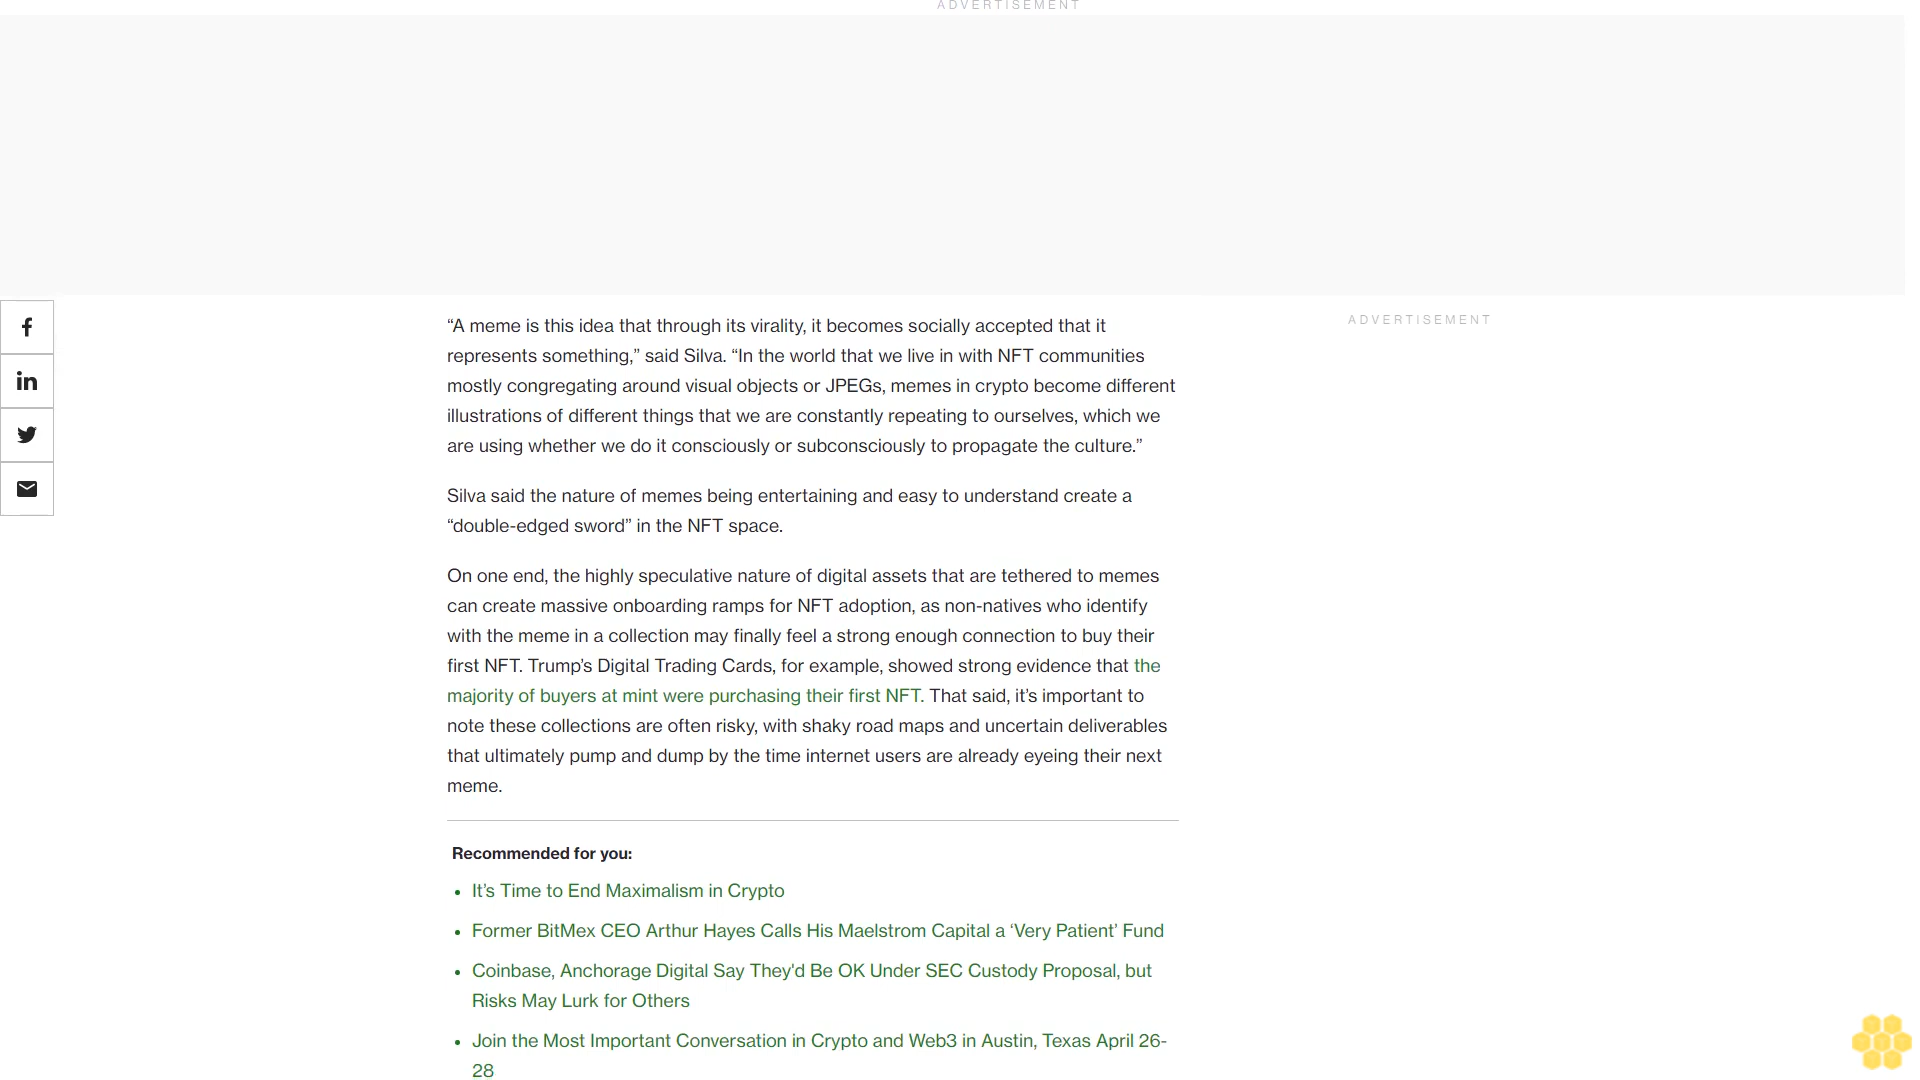 ADVERTISEMENT
“A meme is this idea that through its virality, it becomes socially accepted that it
represents something,” said Silva. “In the world that we live in with NFT communities
mostly congregating around visual objects or JPEGs, memes in crypto become different
illustrations of different things that we are constantly repeating to ourselves, which we
are using whether we do it consciously or subconsciously to propagate the culture.”
ADVERTISEMENT
Silva said the nature of memes being entertaining and easy to understand create a
“double-edged sword” in the NFT space.
On one end, the highly speculative nature of digital assets that are tethered to memes
can create massive onboarding ramps for NFT adoption, as non-natives who identify
with the meme in a collection may finally feel a strong enough connection to buy their
first NFT. Trump’s Digital Trading Cards, for example, showed strong evidence that the
majority of buyers at mint were purchasing their first NFT. That said, it’s important to
note these collections are often risky, with shaky road maps and uncertain deliverables
that ultimately pump and dump by the time internet users are already eyeing their next
meme.
Recommended for you:
• It’s Time to End Maximalism in Crypto
• Former BitMex CEO Arthur Hayes Calls His Maelstrom Capital a ‘Very Patient’ Fund
• Coinbase, Anchorage Digital Say They'd Be OK Under SEC Custody Proposal, but
Risks May Lurk for Others
• Join the Most Important Conversation in Crypto and Web3 in Austin, Texas April 26-
28